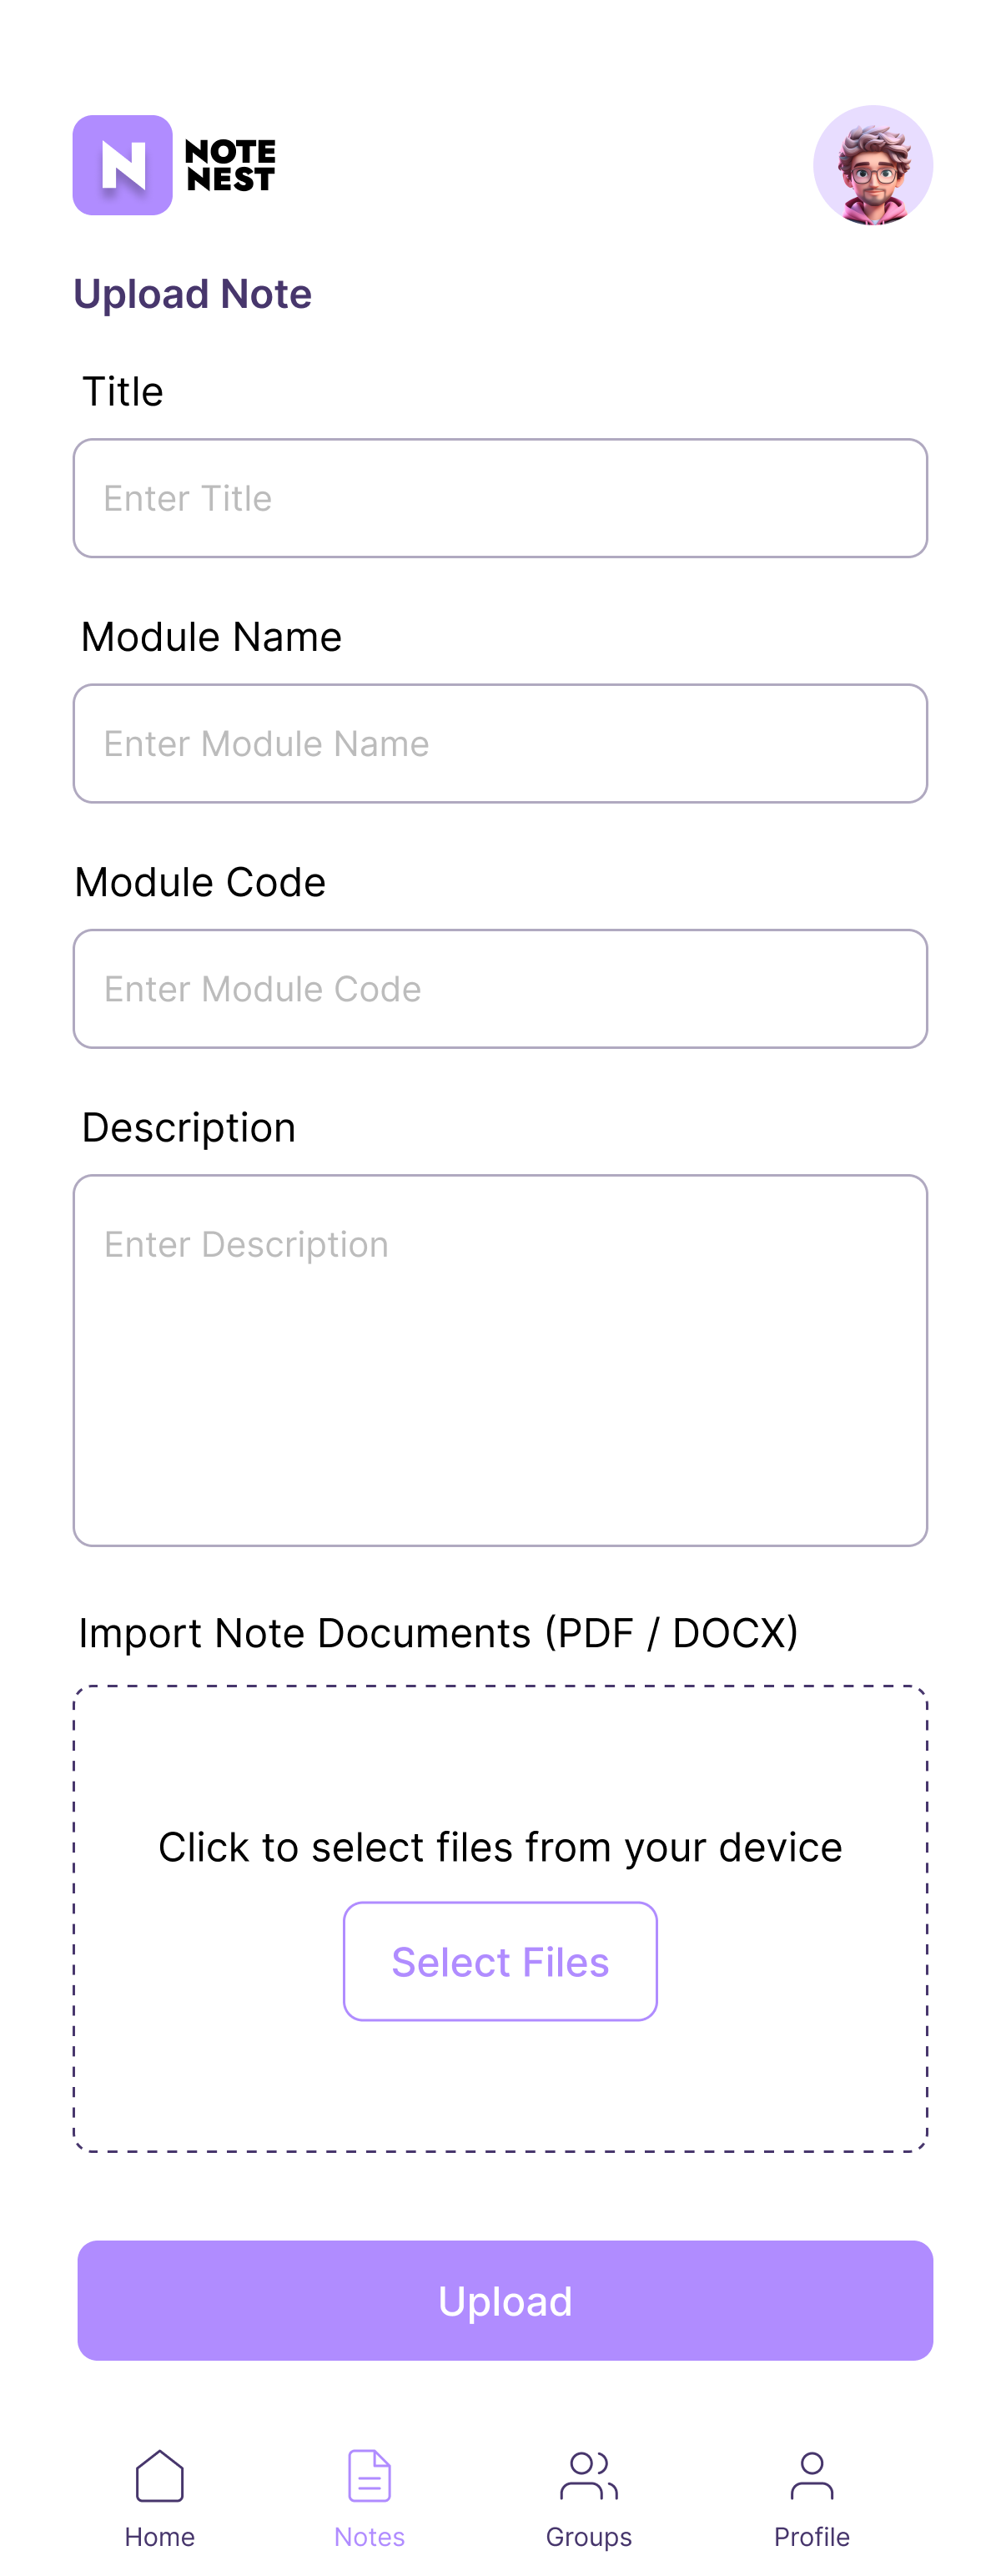 N
NOTE
NEST
Upload Note
Title
Enter Title
Module Name
Enter Module Name
Module Code
Enter Module Code
Description
Enter Description
Import Note Documents (PDF / DOCX)
Click to select files from your device
Select Files
Upload
Home Notes Groups Profile